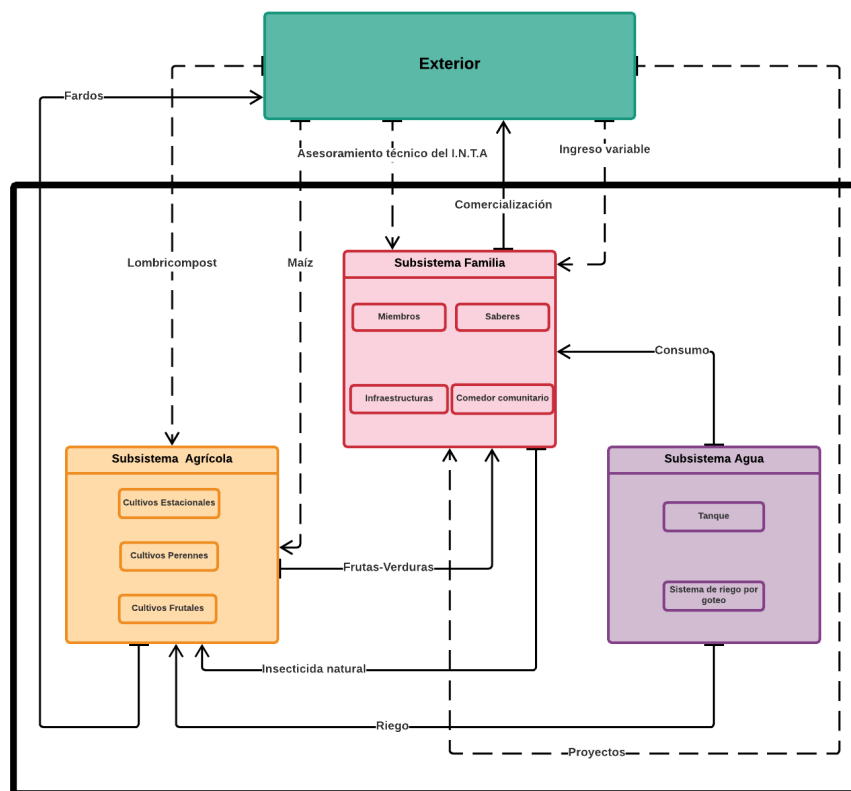 Exterior
Fardos
Asesoramiento técnico del I.N.T.A
Ingreso variable
Comercialización
Lombricompost
Maíz
Subsistema Familia
Miembros
Saberes
Infraestructuras
Comedor comunitario
Consumo
Subsistema  Agrícola
Cultivos Estacionales
Cultivos Perennes
Cultivos Frutales
Subsistema Agua
Tanque
Sistema de riego por
goteo
Frutas-Verduras
Insecticida natural
Riego
Proyectos